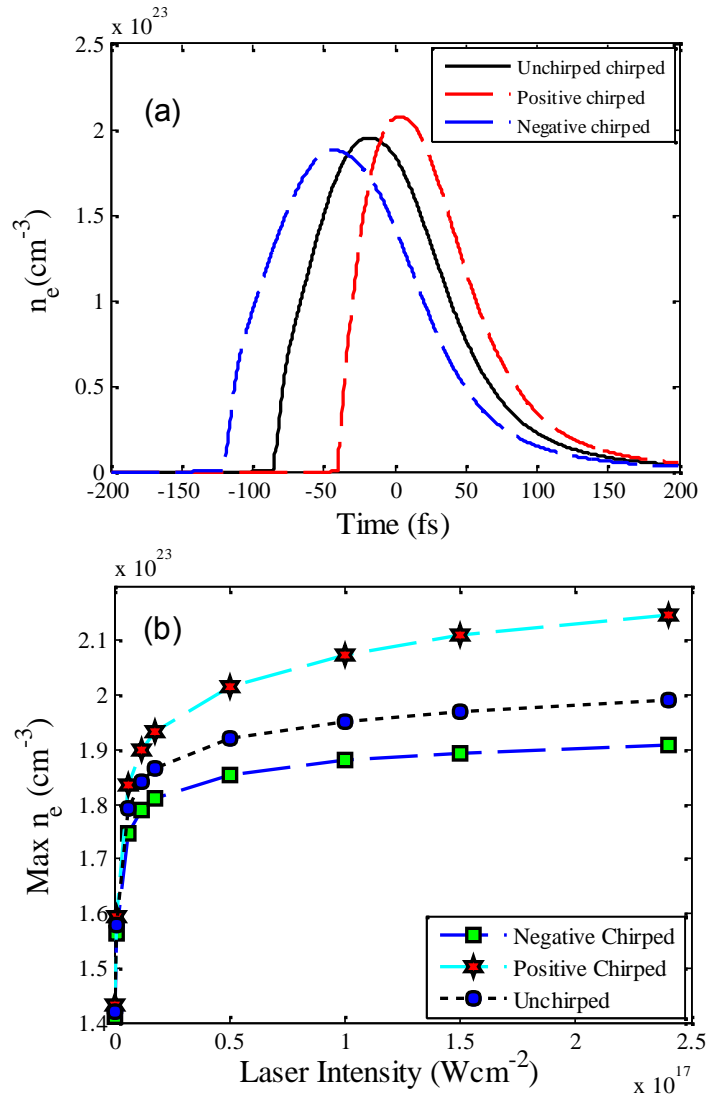 x 10^23
2.5
2
1.5
1
0.5
0
(a)
Unchirped chirped
Positive chirped
Negative chirped
n_e(cm^-3)
-200 -150 -100 -50 0 50 100 150 200
Time (fs)
x 10^23
(b)
2.1
2
1.9
1.8
1.7
1.6
1.5
1.4
Max n_e (cm^-3)
Negative Chirped
Positive Chirped
Unchirped
0 0.5 1 1.5 2 2.5
Laser Intensity (Wcm^-2)
x 10^17